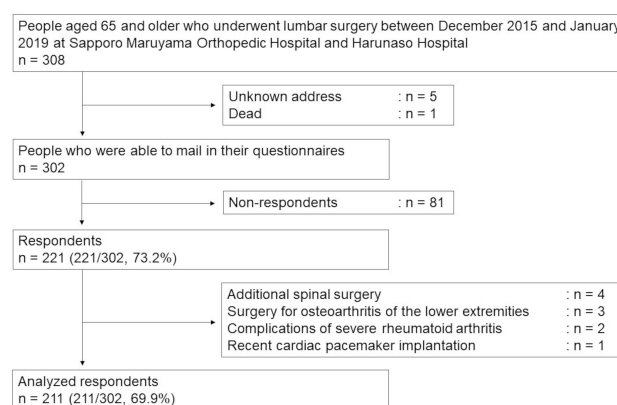 People aged 65 and older who underwent lumbar surgery between December 2015 and January
2019 at Sapporo Maruyama Orthopedic Hospital and Harunaso Hospital
n = 308
Unknown address : n = 5
Dead : n = 1
People who were able to mail in their questionnaires
n = 302
Non-respondents : n = 81
Respondents
n = 221 (221/302, 73.2%)
Additional spinal surgery : n = 4
Surgery for osteoarthritis of the lower extremities : n = 3
Complications of severe rheumatoid arthritis : n = 2
Recent cardiac pacemaker implantation : n = 1
Analyzed respondents
n = 211 (211/302, 69.9%)